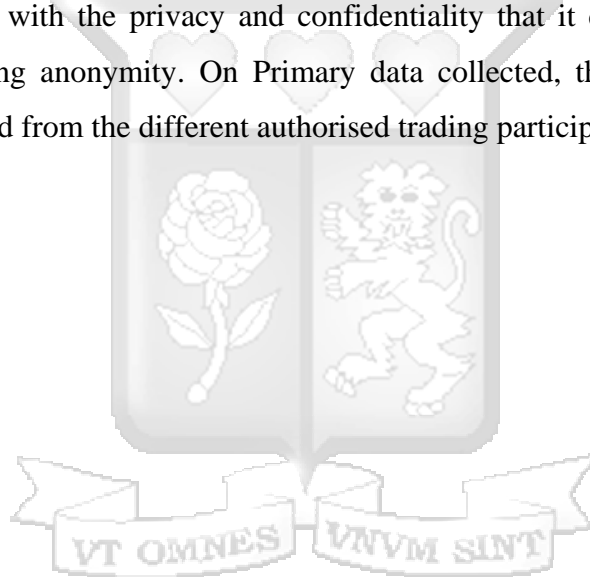 with the privacy and confidentiality that it
ng anonymity. On Primary data collected, th
d from the different authorised trading particip
VT OMNES VNVM SINT